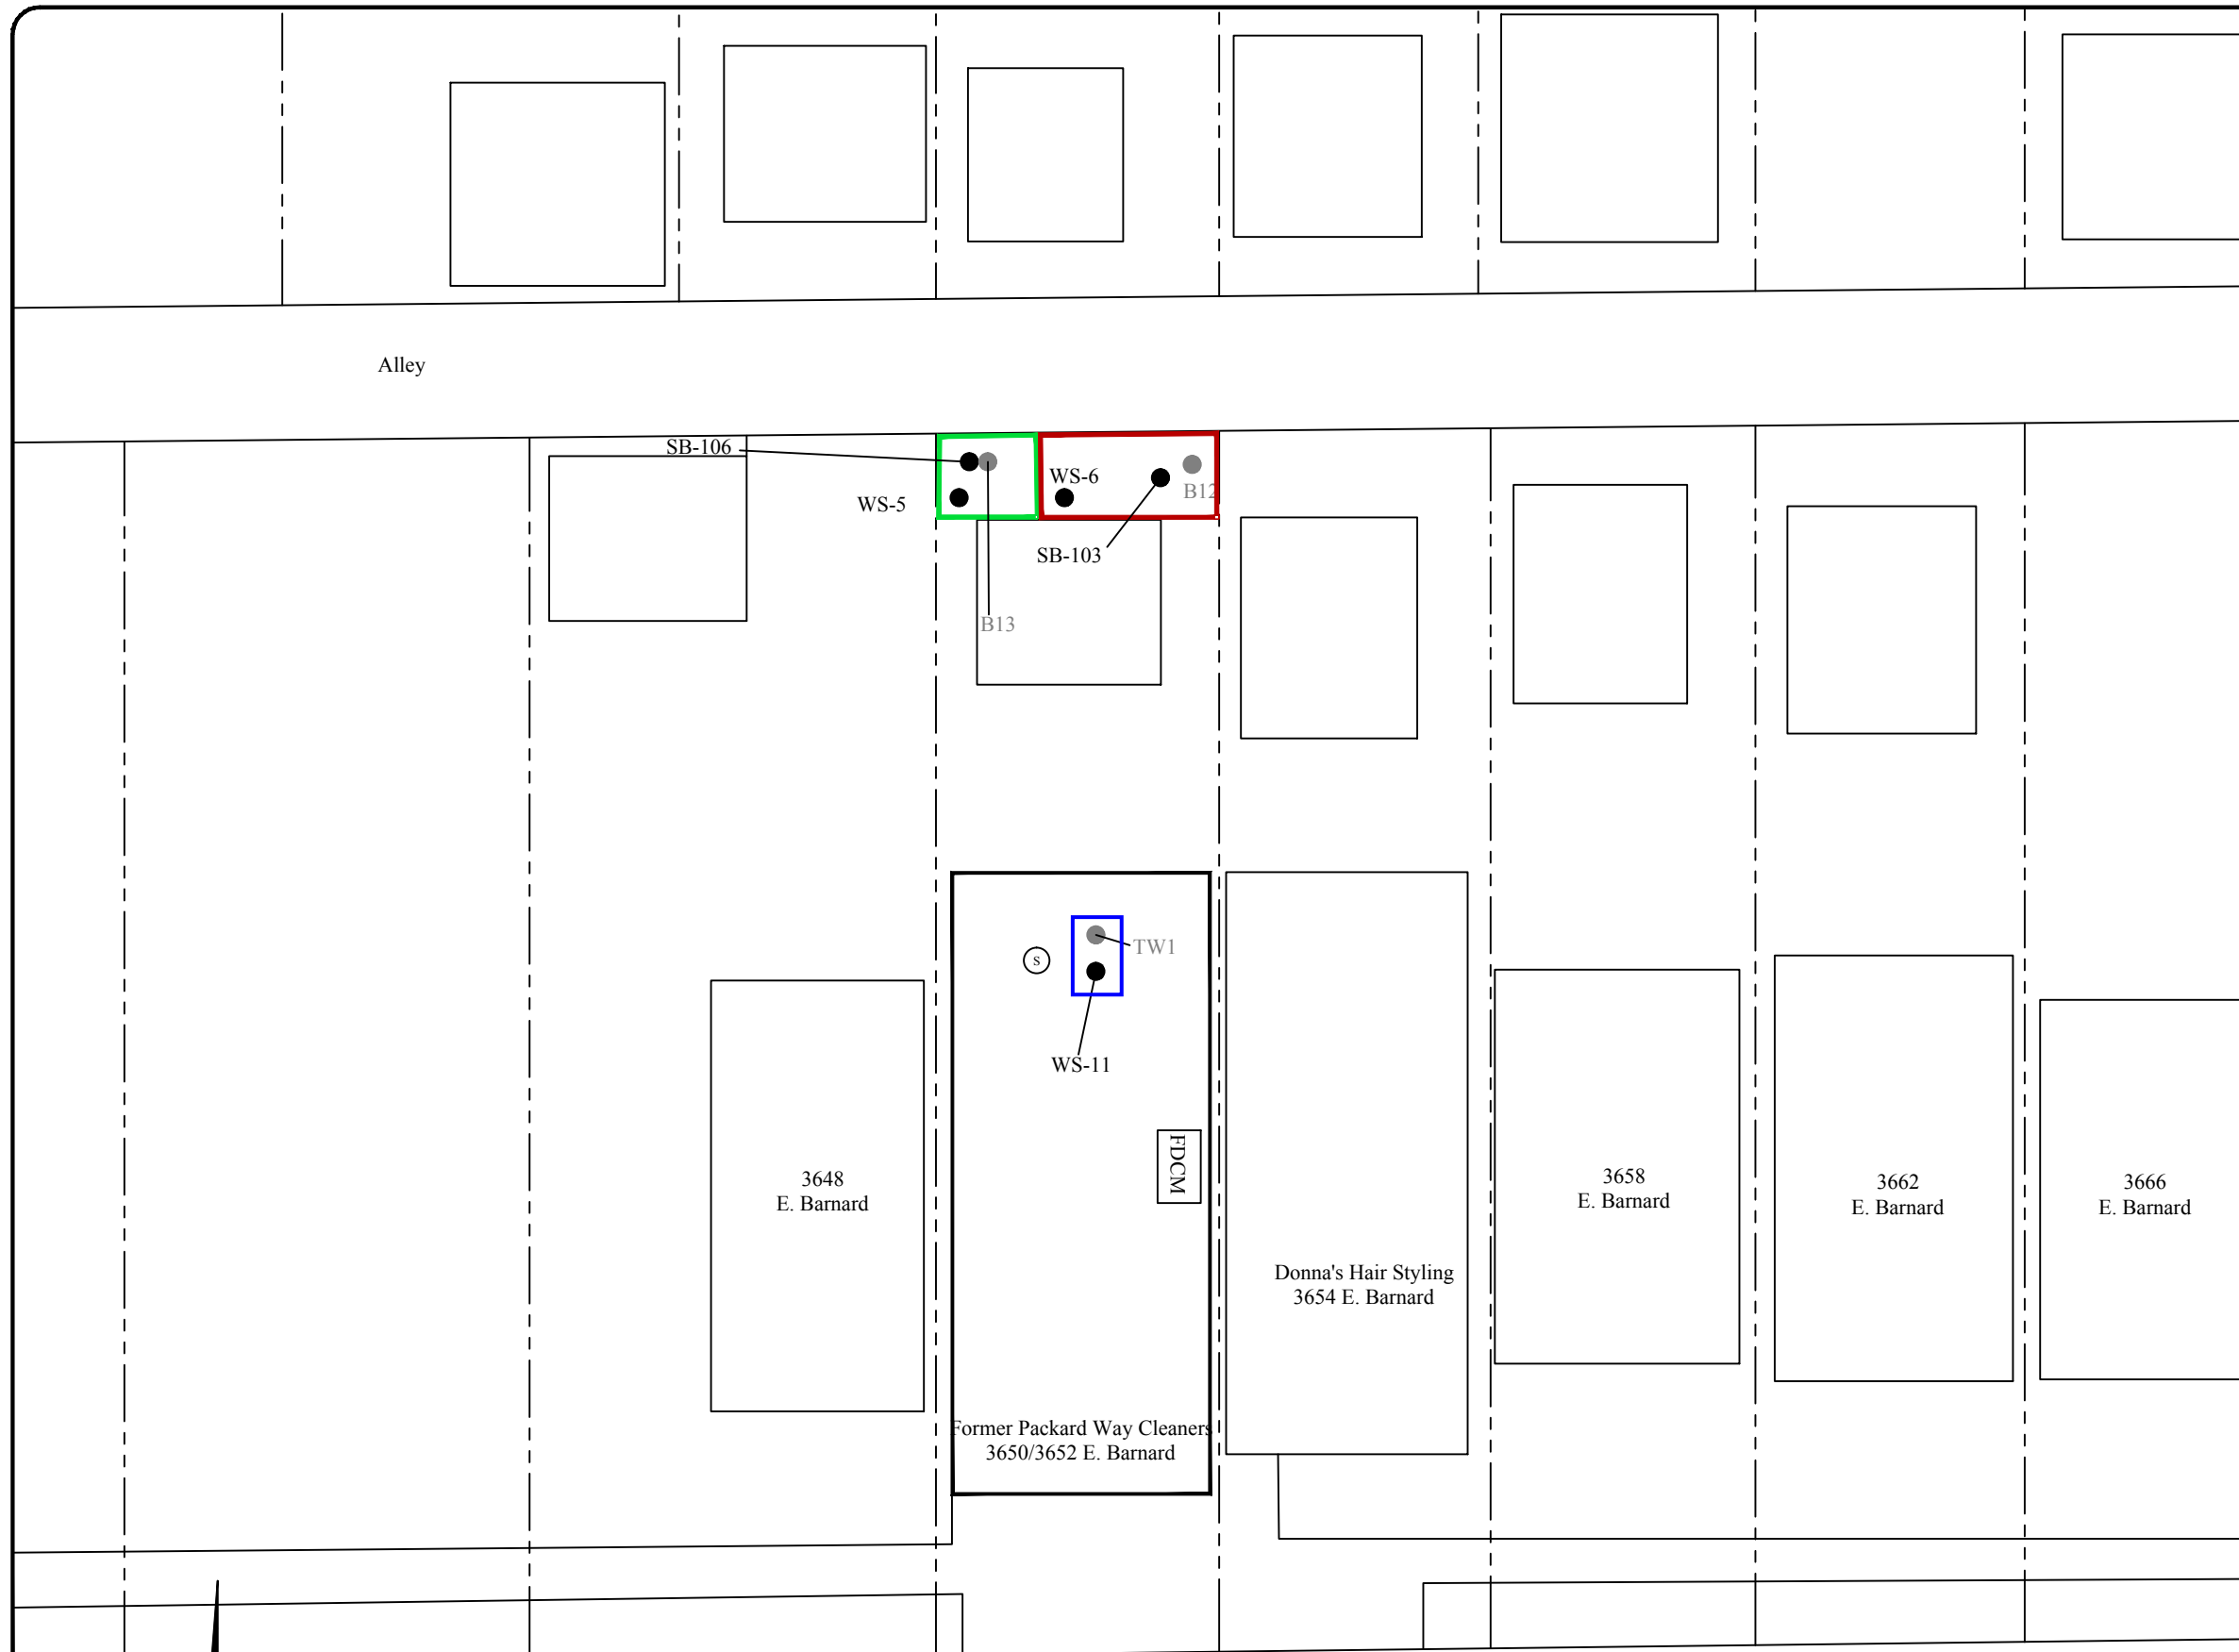 Alley
SB-106
WS-6
B12
WS-5
SB-103
B13
TW1
S
WS-11
FDCM
3648
E. Barnard
3658
E. Barnard
3662
E. Barnard
3666
E. Barnard
Donna's Hair Styling
3654 E. Barnard
Former Packard Way Cleaners
3650/3652 E. Barnard